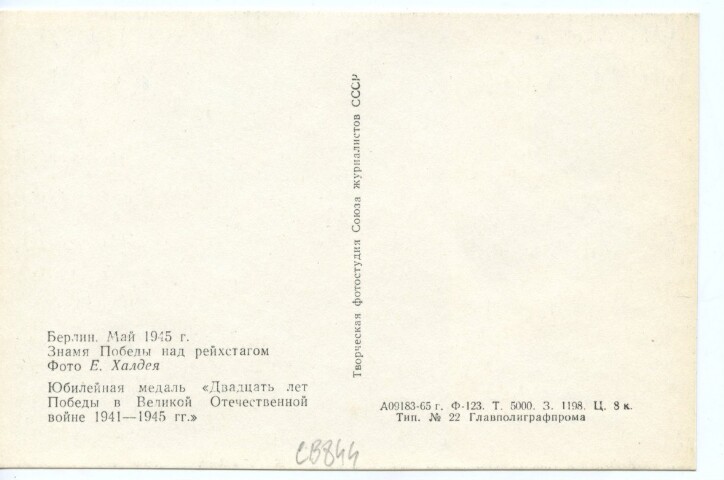 Берлин. Май 1945 г.
Знамя Победы над рейхстагом
Фото Е. Халдея
Юбилейная медаль «Двадцать лет
Победы в Великой Отечественной
войне 1941—1945 гг.»
Творческая фотостудия Союза журналистов СССР
А09183-65 г. Ф-123. Т. 5000. З. 1198. Ц. 8 к.
Тип. № 22 Главполиграфпрома
СВ844